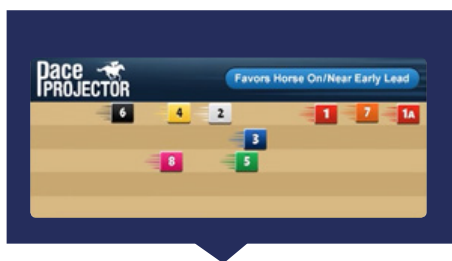 Pace
PROJECTOR
Favors Horse On/Near Early Lead
6 4 2 1 7 1A
3
8 5